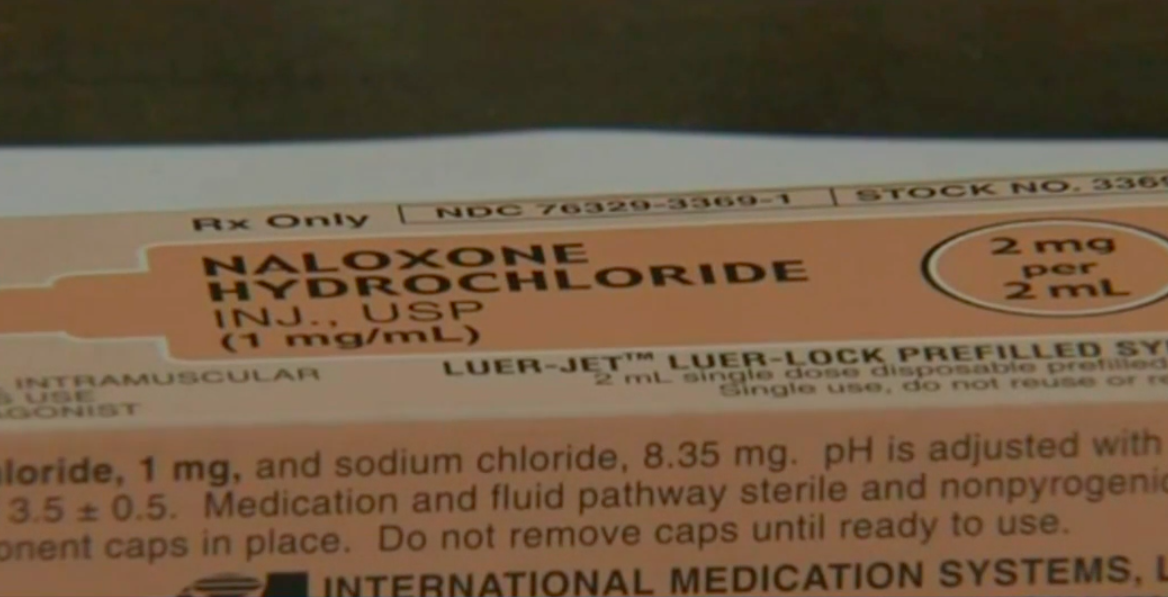 Rx Only NDC 76329-3369-1 STOCK NO. 3369
NALOXONE
HYDROCHLORIDE
INJ., USP
(1 mg/mL)
2 mg
per
2 mL
INTRAMUSCULAR
USE
AGONIST
LUER-JET™ LUER-LOCK PREFILLED SY
2 mL single dose disposable prefilled
Single use, do not reuse or re
loride, 1 mg, and sodium chloride, 8.35 mg. pH is adjusted with
3.5 ± 0.5. Medication and fluid pathway sterile and nonpyrogenic
onent caps in place. Do not remove caps until ready to use.
INTERNATIONAL MEDICATION SYSTEMS, L